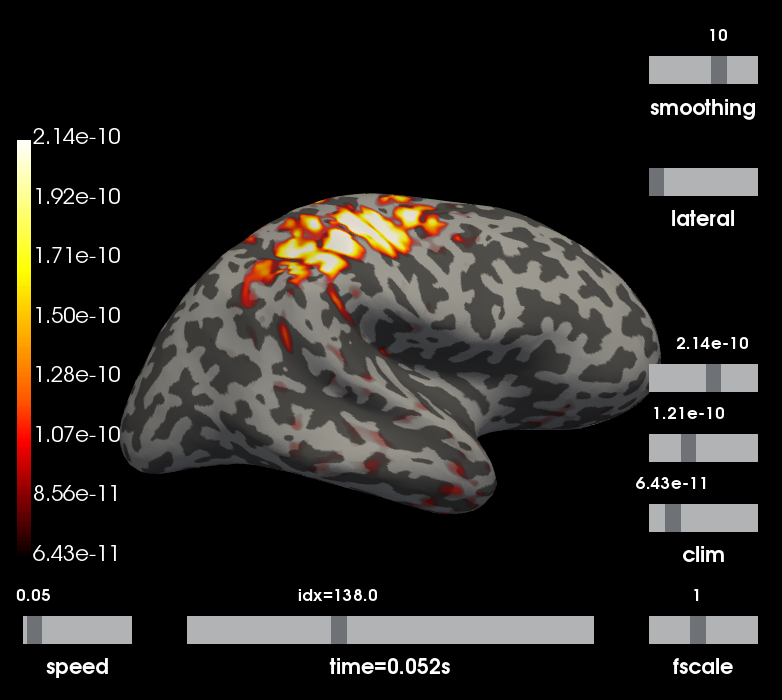 10
smoothing
lateral
2.14e-10
1.92e-10
1.71e-10
1.50e-10
1.28e-10
1.07e-10
8.56e-11
6.43e-11
2.14e-10
1.21e-10
6.43e-11
clim
0.05
speed
idx=138.0
time=0.052s
1
fscale